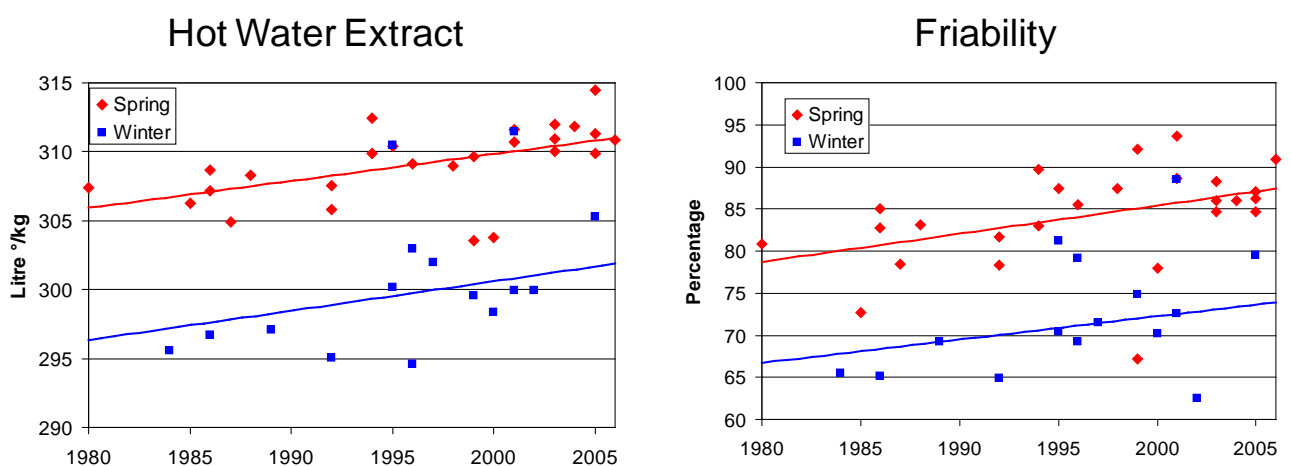 Hot Water Extract
315
310
305
300
295
290
Litre °/kg
Spring
Winter
1980 1985 1990 1995 2000 2005
Friability
100
95
90
85
80
75
70
65
60
Percentage
Spring
Winter
1980 1985 1990 1995 2000 2005